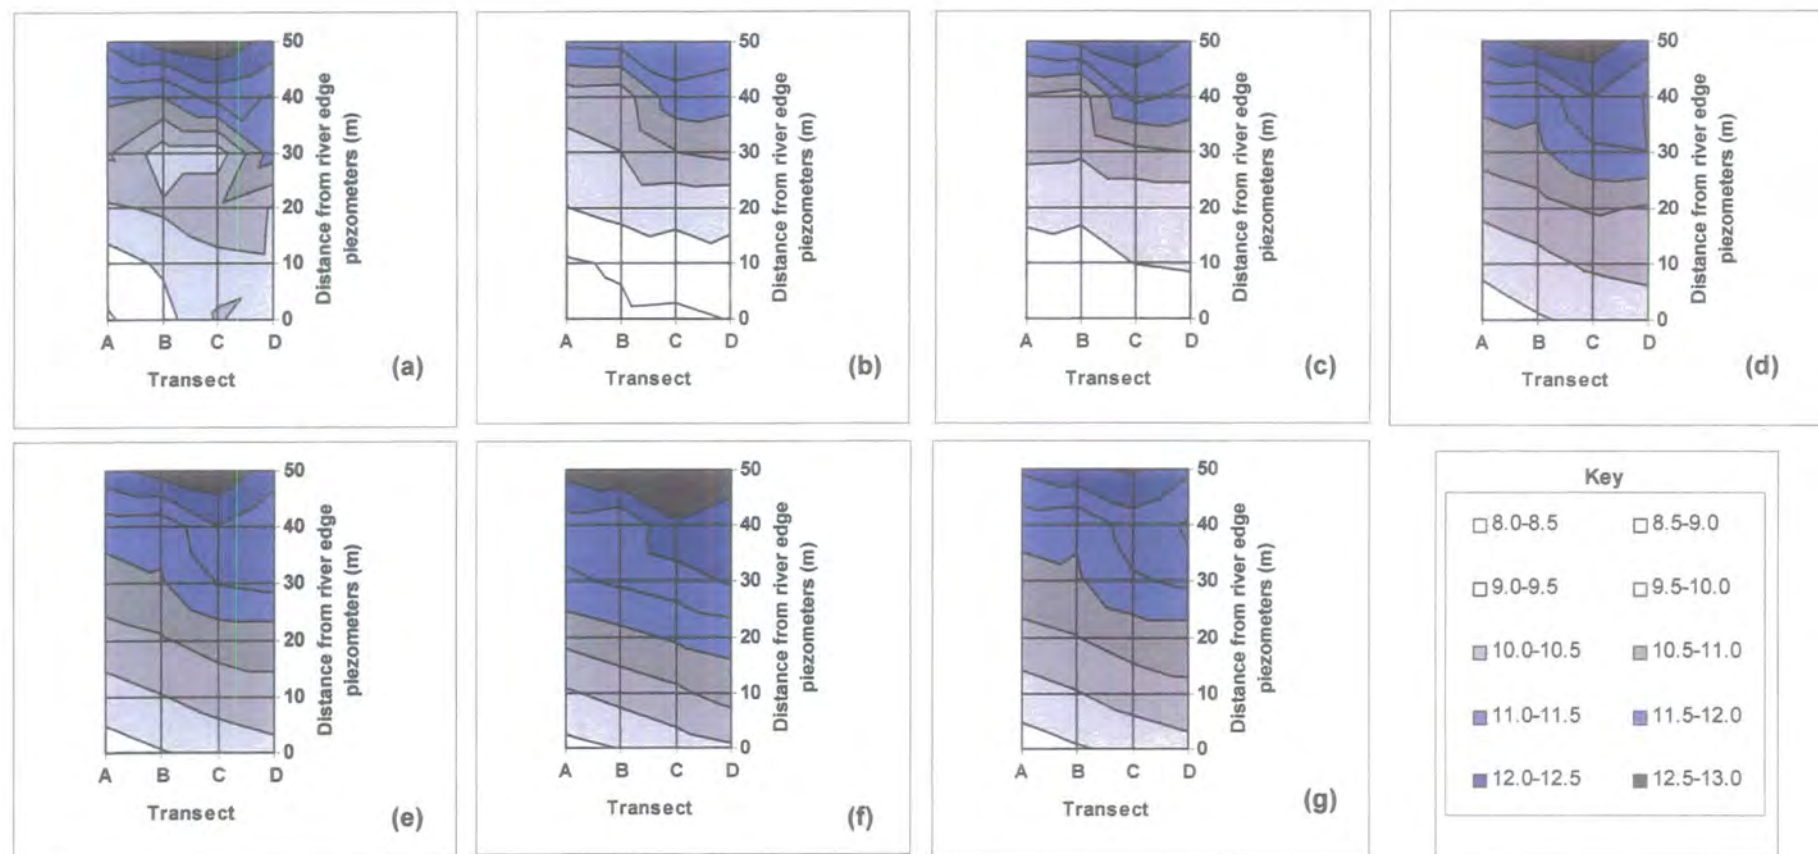 50
40
30
20
10
0
Distance from river edge
piezometers (m)
A B C D
Transect
(a)
50
40
30
20
10
0
Distance from river edge
piezometers (m)
A B C D
Transect
(b)
50
40
30
20
10
0
Distance from river edge
piezometers (m)
A B C D
Transect
(c)
50
40
30
20
10
0
Distance from river edge
piezometers (m)
A B C D
Transect
(d)
50
40
30
20
10
0
Distance from river edge
piezometers (m)
A B C D
Transect
(e)
50
40
30
20
10
0
Distance from river edge
piezometers (m)
A B C D
Transect
(f)
50
40
30
20
10
0
Distance from river edge
piezometers (m)
A B C D
Transect
(g)
Key
8.0-8.5 8.5-9.0
9.0-9.5 9.5-10.0
10.0-10.5 10.5-11.0
11.0-11.5 11.5-12.0
12.0-12.5 12.5-13.0